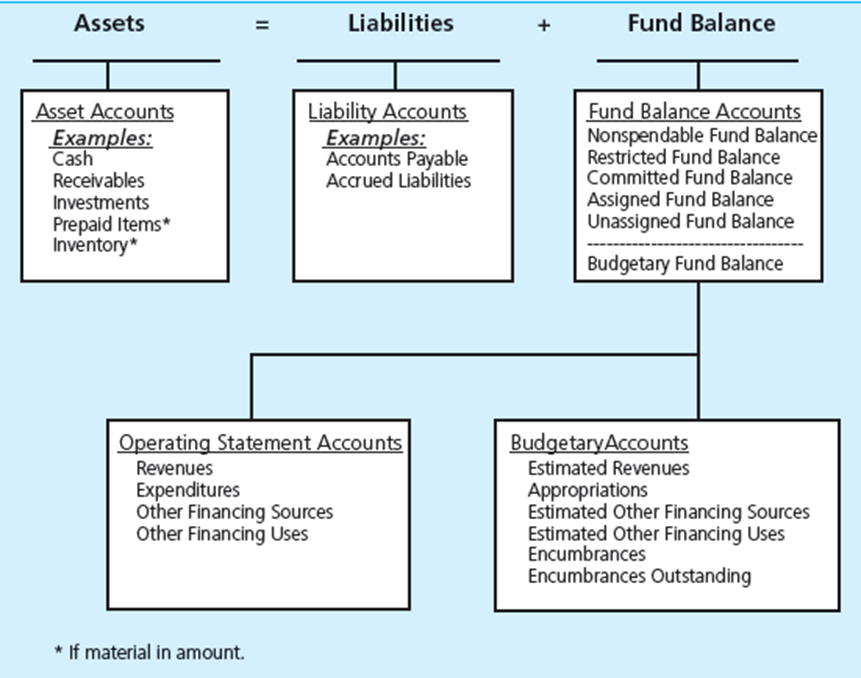 Assets = Liabilities + Fund Balance
Asset Accounts
Examples:
Cash
Receivables
Investments
Prepaid Items*
Inventory*
Liability Accounts
Examples:
Accounts Payable
Accrued Liabilities
Fund Balance Accounts
Nonspendable Fund Balance
Restricted Fund Balance
Committed Fund Balance
Assigned Fund Balance
Unassigned Fund Balance
---------------------------------
Budgetary Fund Balance
Operating Statement Accounts
Revenues
Expenditures
Other Financing Sources
Other Financing Uses
BudgetaryAccounts
Estimated Revenues
Appropriations
Estimated Other Financing Sources
Estimated Other Financing Uses
Encumbrances
Encumbrances Outstanding
* If material in amount.